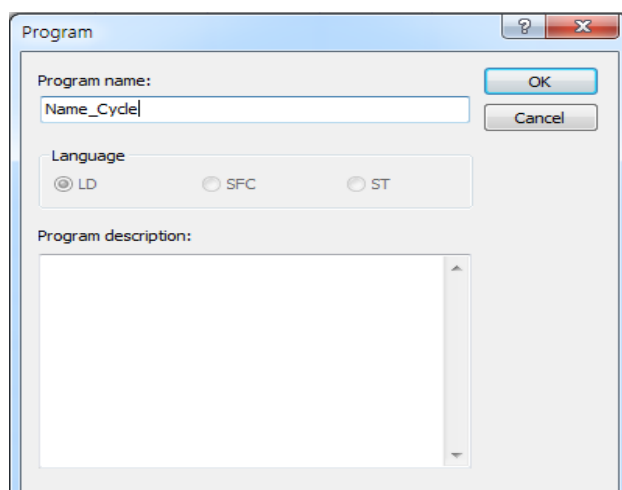 Program
Program name:
OK
Name_Cycle
Cancel
Language
LD SFC ST
Program description: